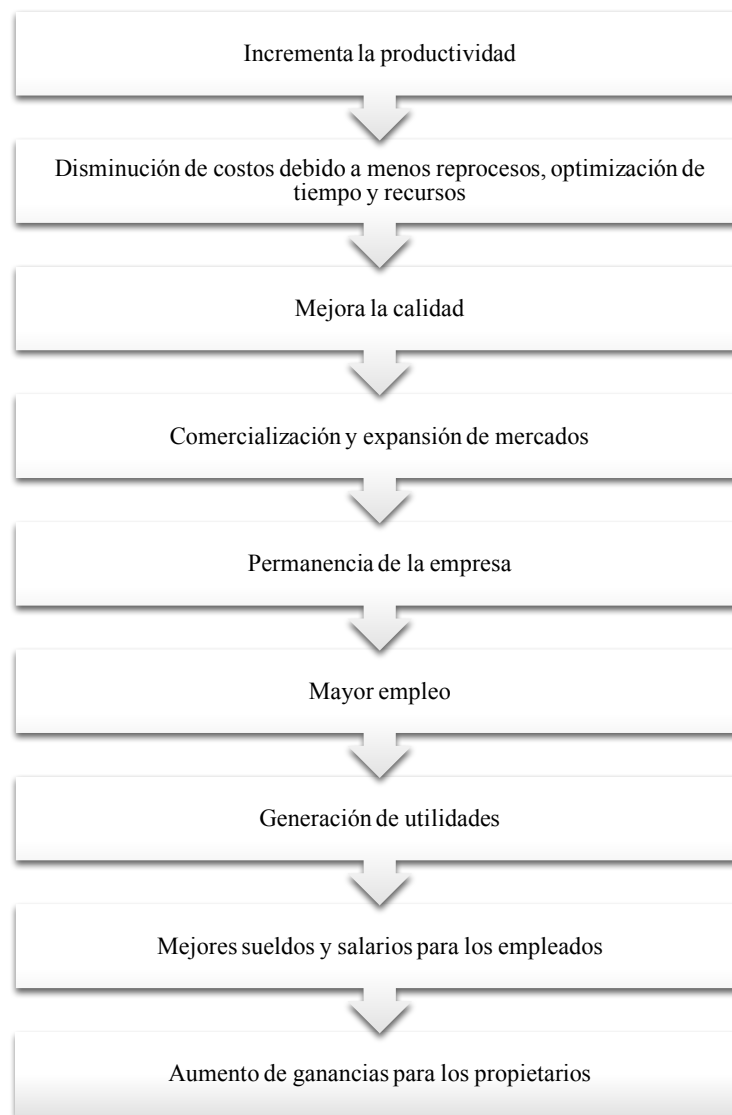 Incrementa la productividad
Disminución de costos debido a menos reprocesos, optimización de
tiempo y recursos
Mejora la calidad
Comercialización y expansión de mercados
Permanencia de la empresa
Mayor empleo
Generación de utilidades
Mejores sueldos y salarios para los empleados
Aumento de ganancias para los propietarios